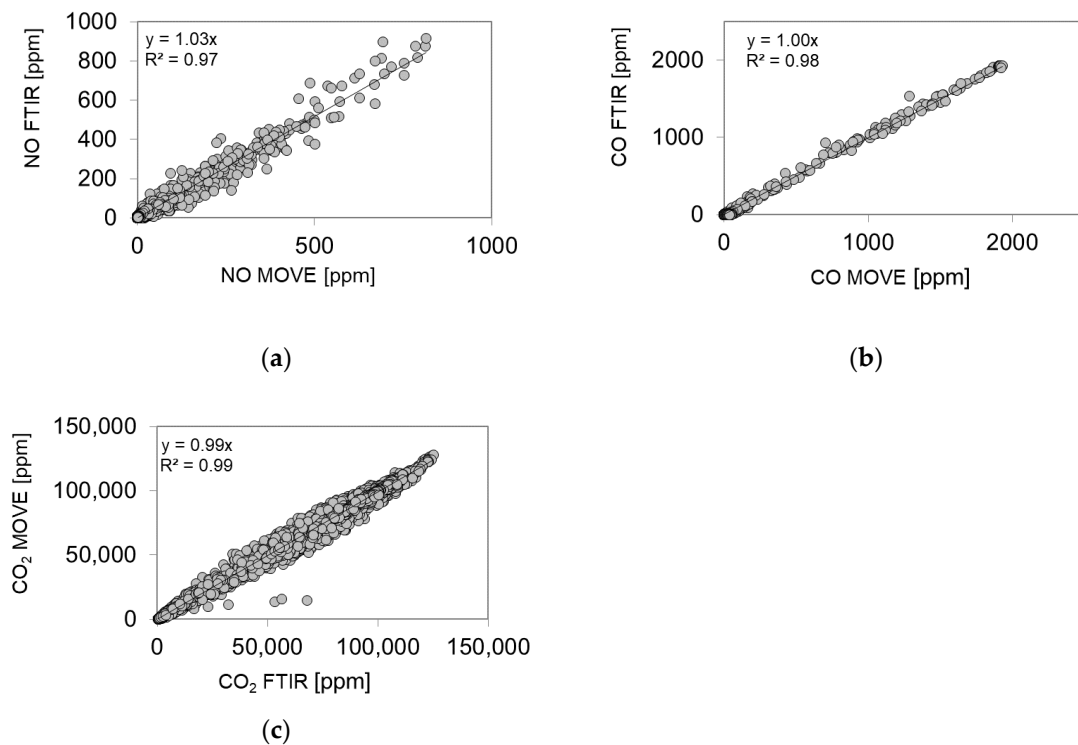 1000
y = 1.03x
R² = 0.97
800
600
400
200
0
NO FTIR [ppm]
0 500 1000
NO MOVE [ppm]
(a)
y = 1.00x
R² = 0.98
2000
1000
0
CO FTIR [ppm]
0 1000 2000
CO MOVE [ppm]
(b)
150,000
y = 0.99x
R² = 0.99
100,000
50,000
0
CO₂ MOVE [ppm]
0 50,000 100,000 150,000
CO₂ FTIR [ppm]
(c)